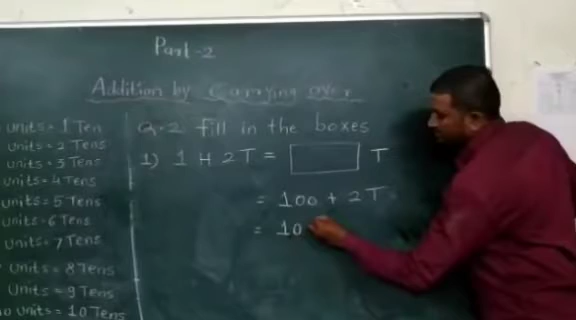 Part-2
Addition by Carrying over
units = 1 Ten
units = 2 Tens
units = 3 Tens
units = 4 Tens
units = 5 Tens
units = 6 Tens
units = 7 Tens
units = 8 Tens
units = 9 Tens
units = 10 Tens
Q-2 fill in the boxes
1) 1 H 2 T = T
= 100 + 2 T
= 10